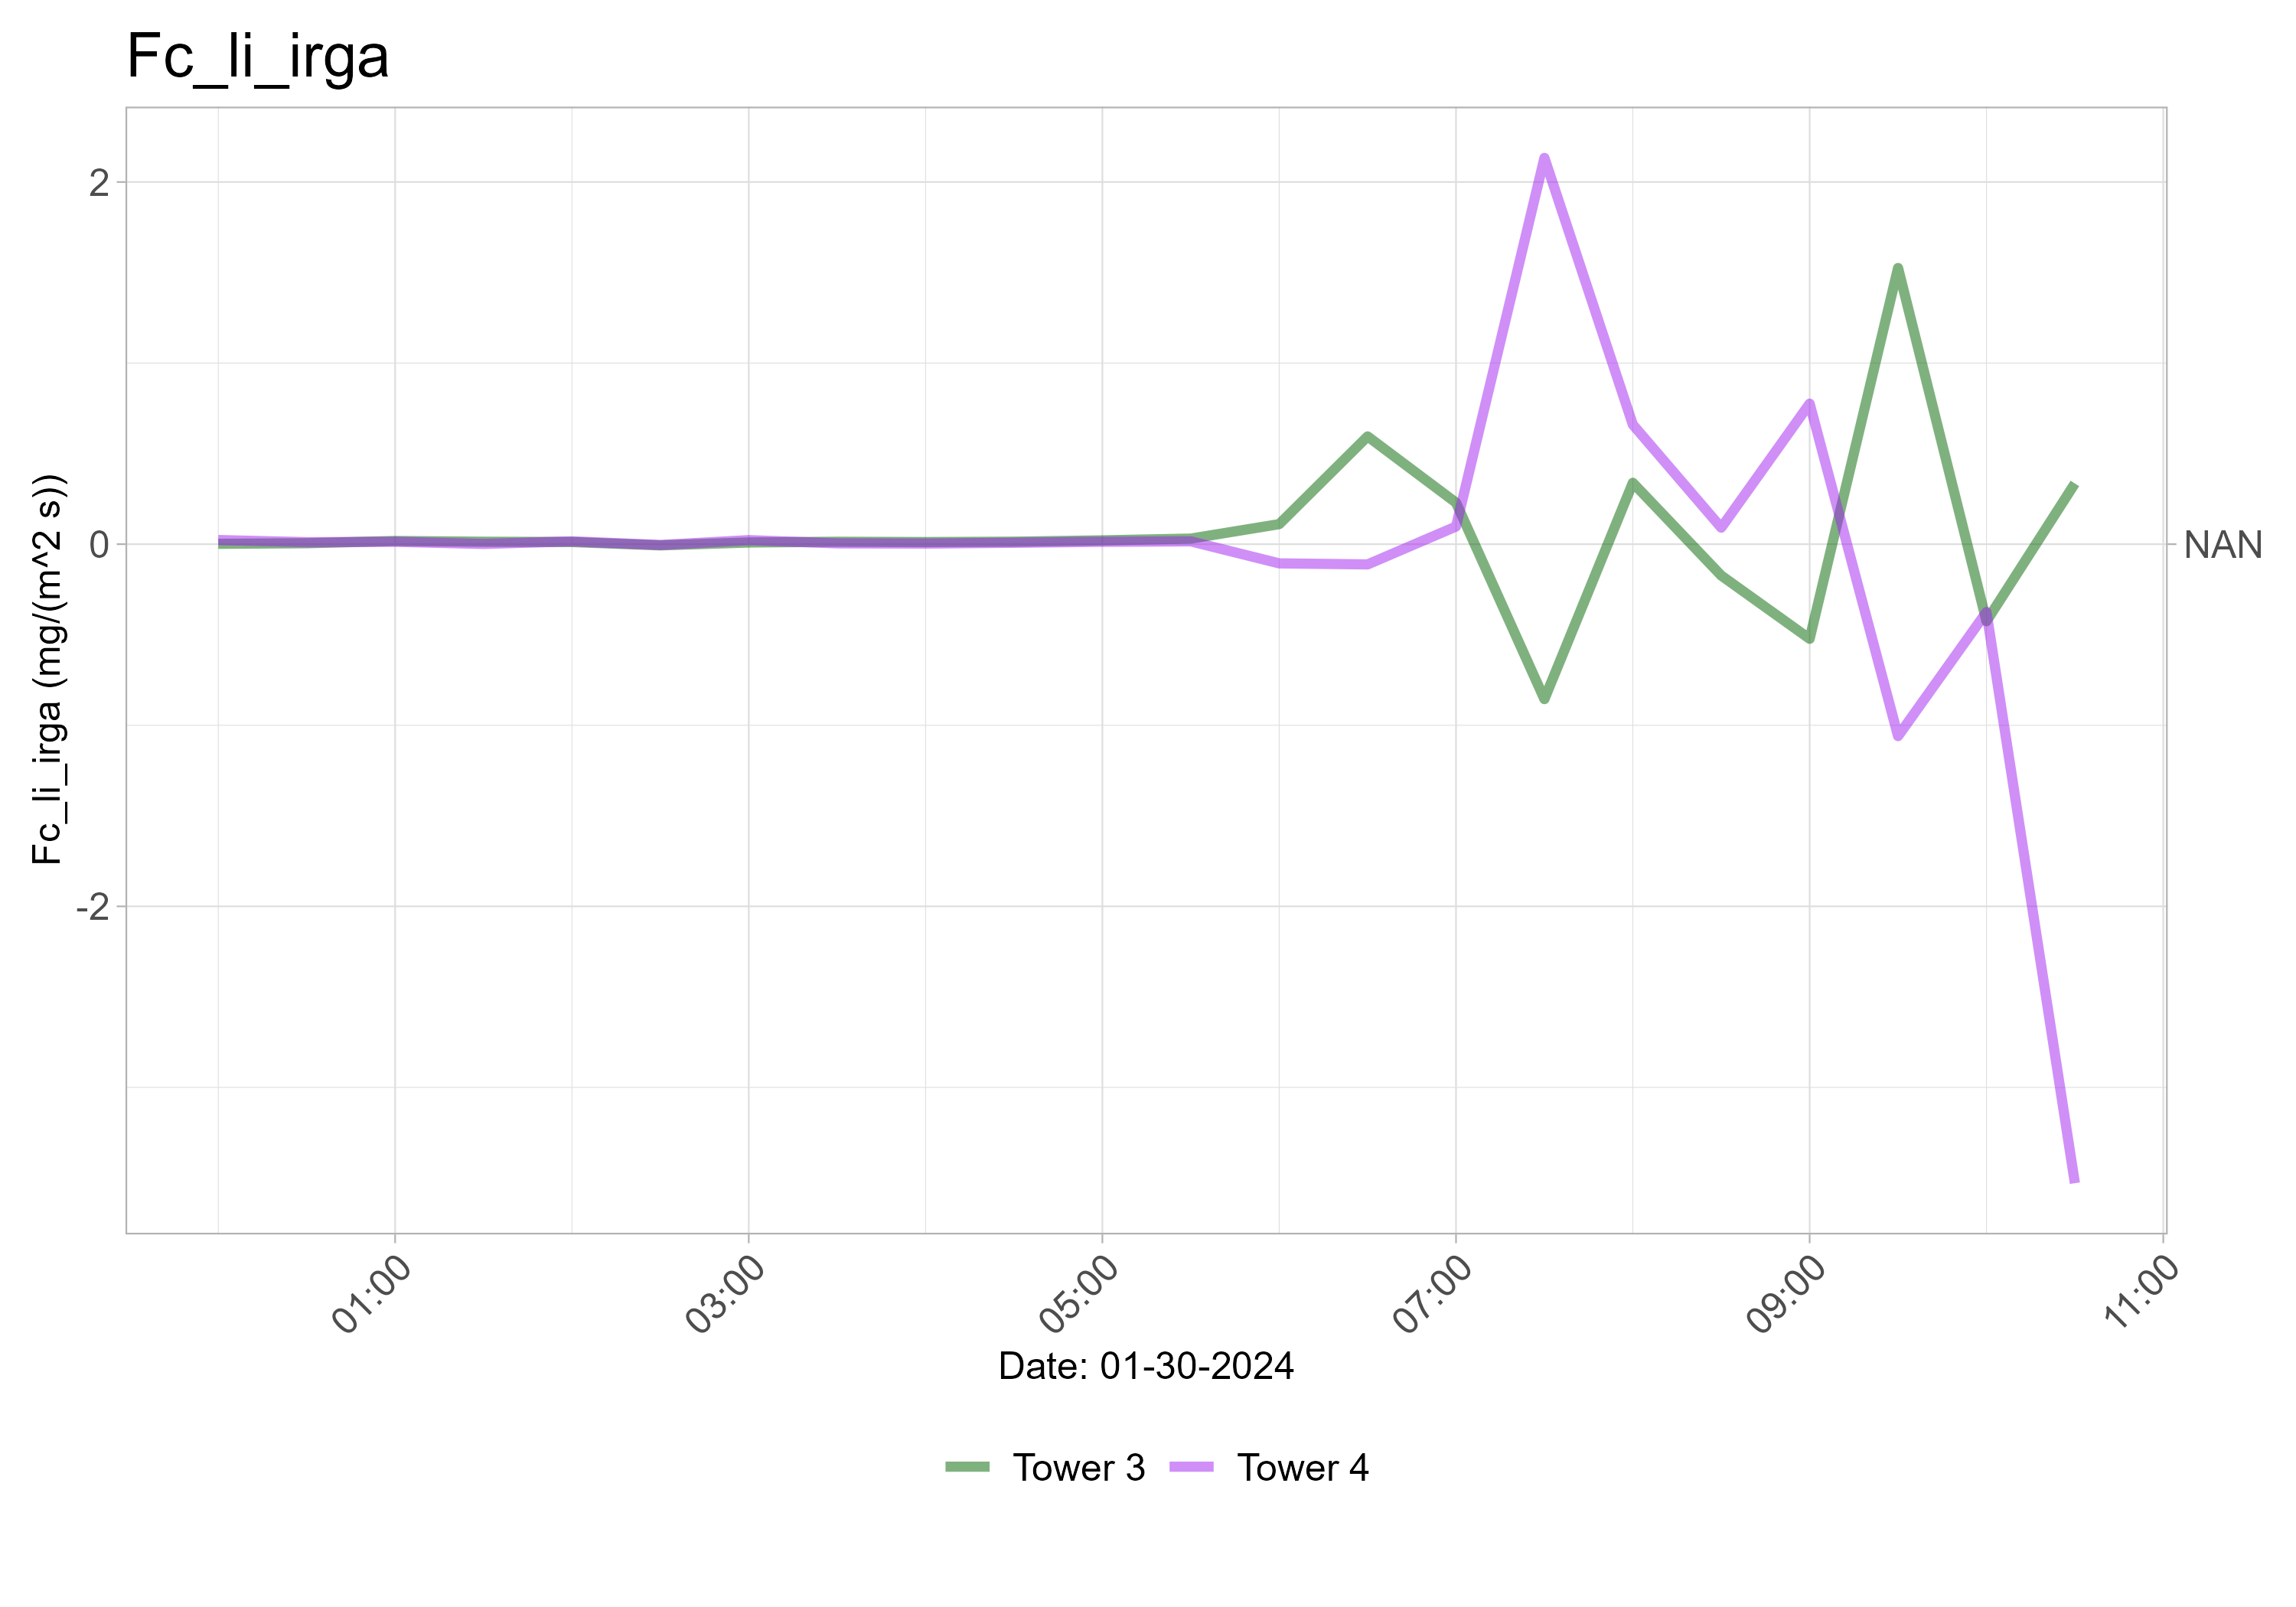 Fc_li_irga
Fc_li_irga (mg/(m^2 s))
2
0
-2
NAN
01:00
03:00
05:00
07:00
09:00
11:00
Date: 01-30-2024
Tower 3
Tower 4